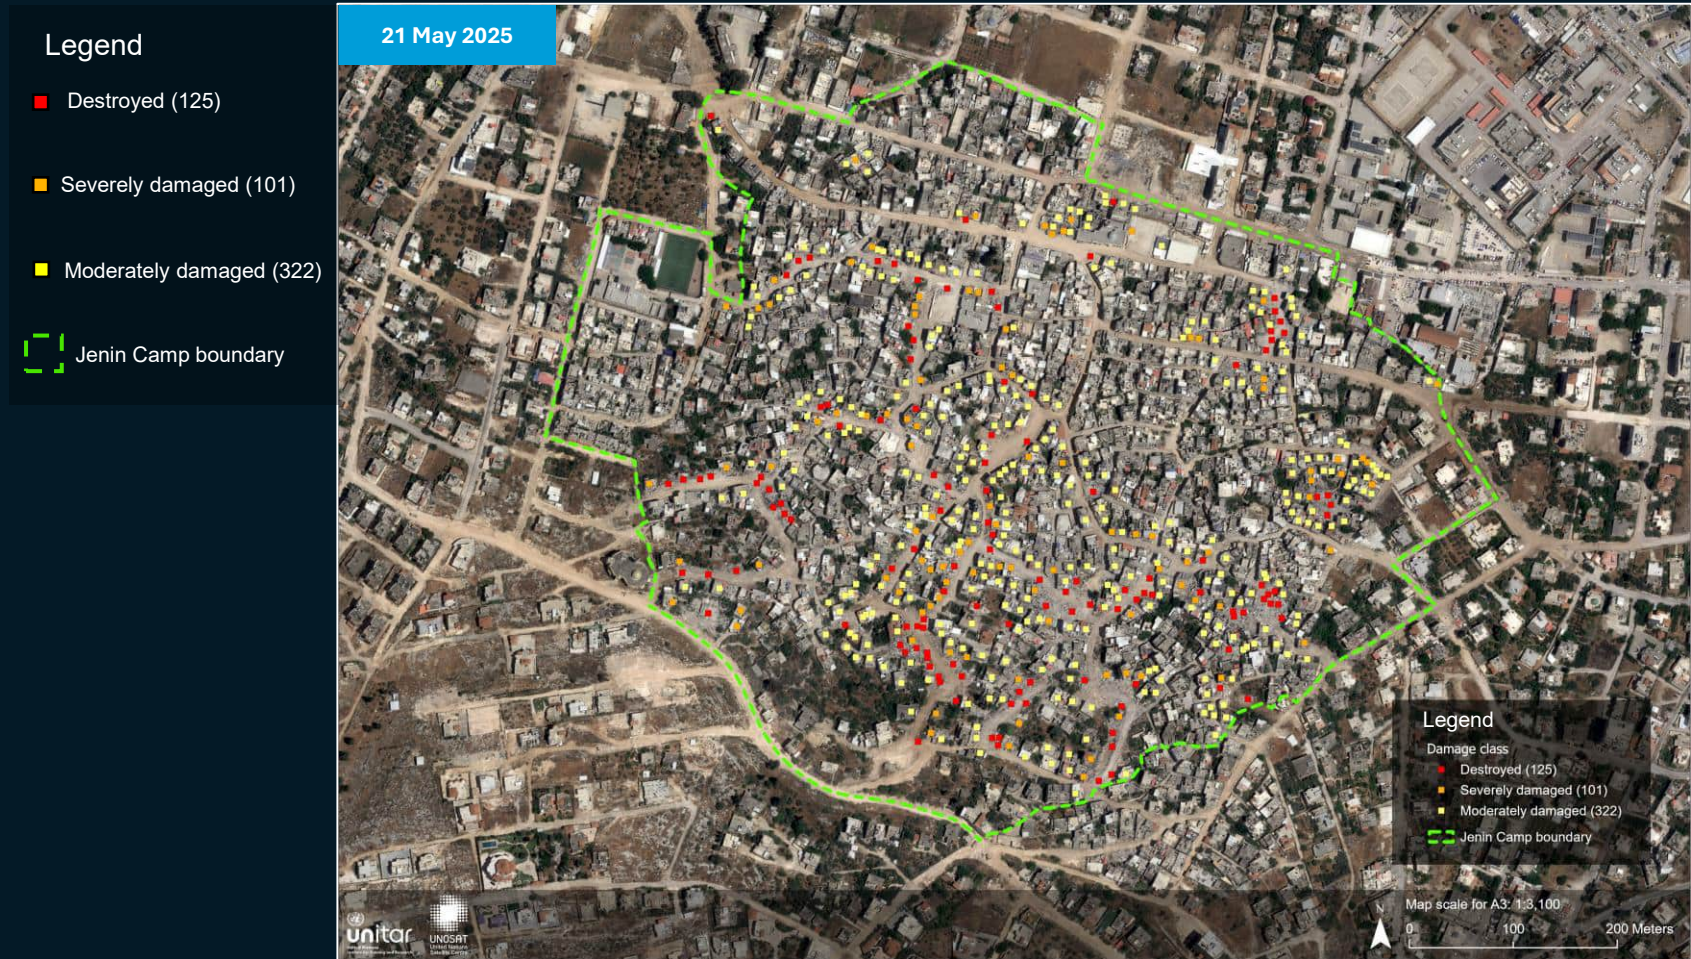 Legend
Destroyed (125)
Severely damaged (101)
Moderately damaged (322)
Jenin Camp boundary
21 May 2025
Legend
Damage class
Destroyed (125)
Severely damaged (101)
Moderately damaged (322)
Jenin Camp boundary
Map scale for A3: 1:3,100
N
0 100 200 Meters
unitar
UNOSAT